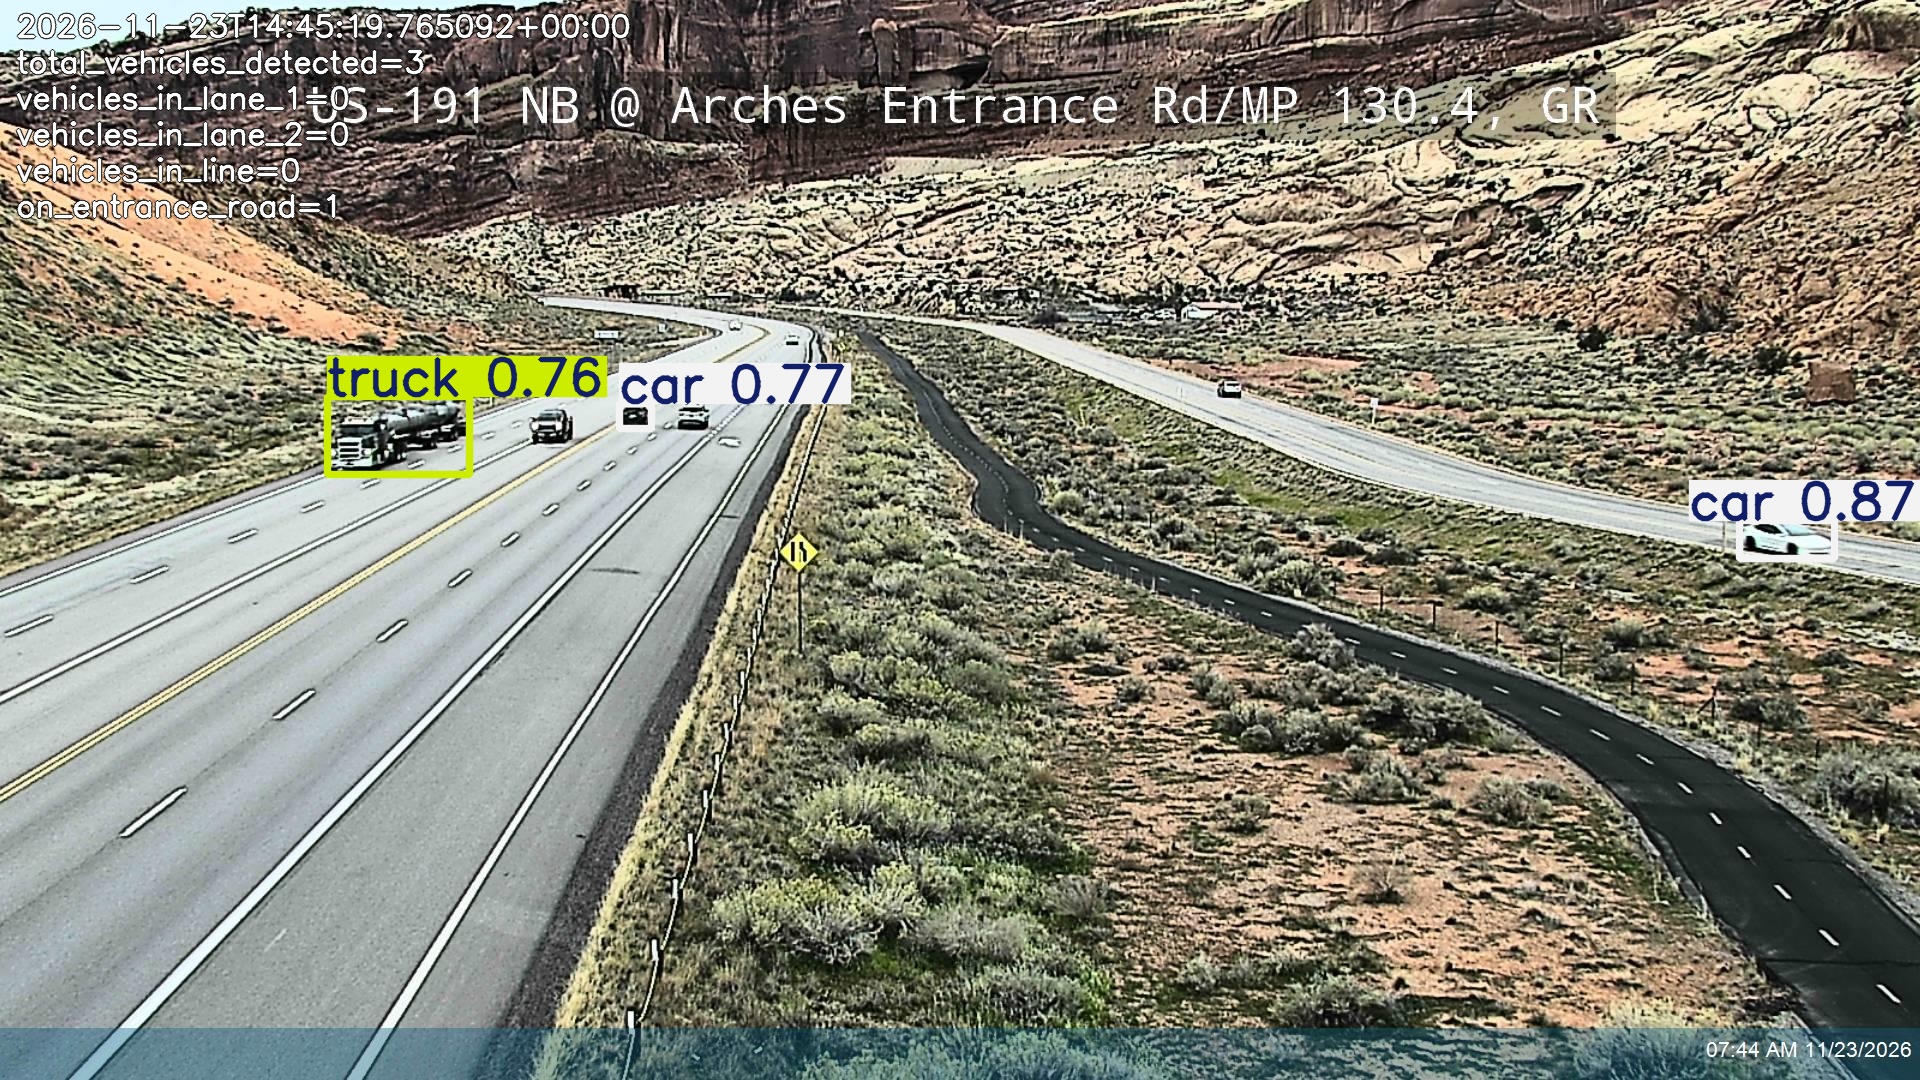 2026-11-23T14:45:19.765092+00:00
total_vehicles_detected=3
vehicles_in_lane_1=0
US-191 NB @ Arches Entrance Rd/MP 130.4, GR
vehicles_in_lane_2=0
vehicles_in_line=0
on_entrance_road=1
truck 0.76
car 0.77
car 0.87
07:44 AM 11/23/2026